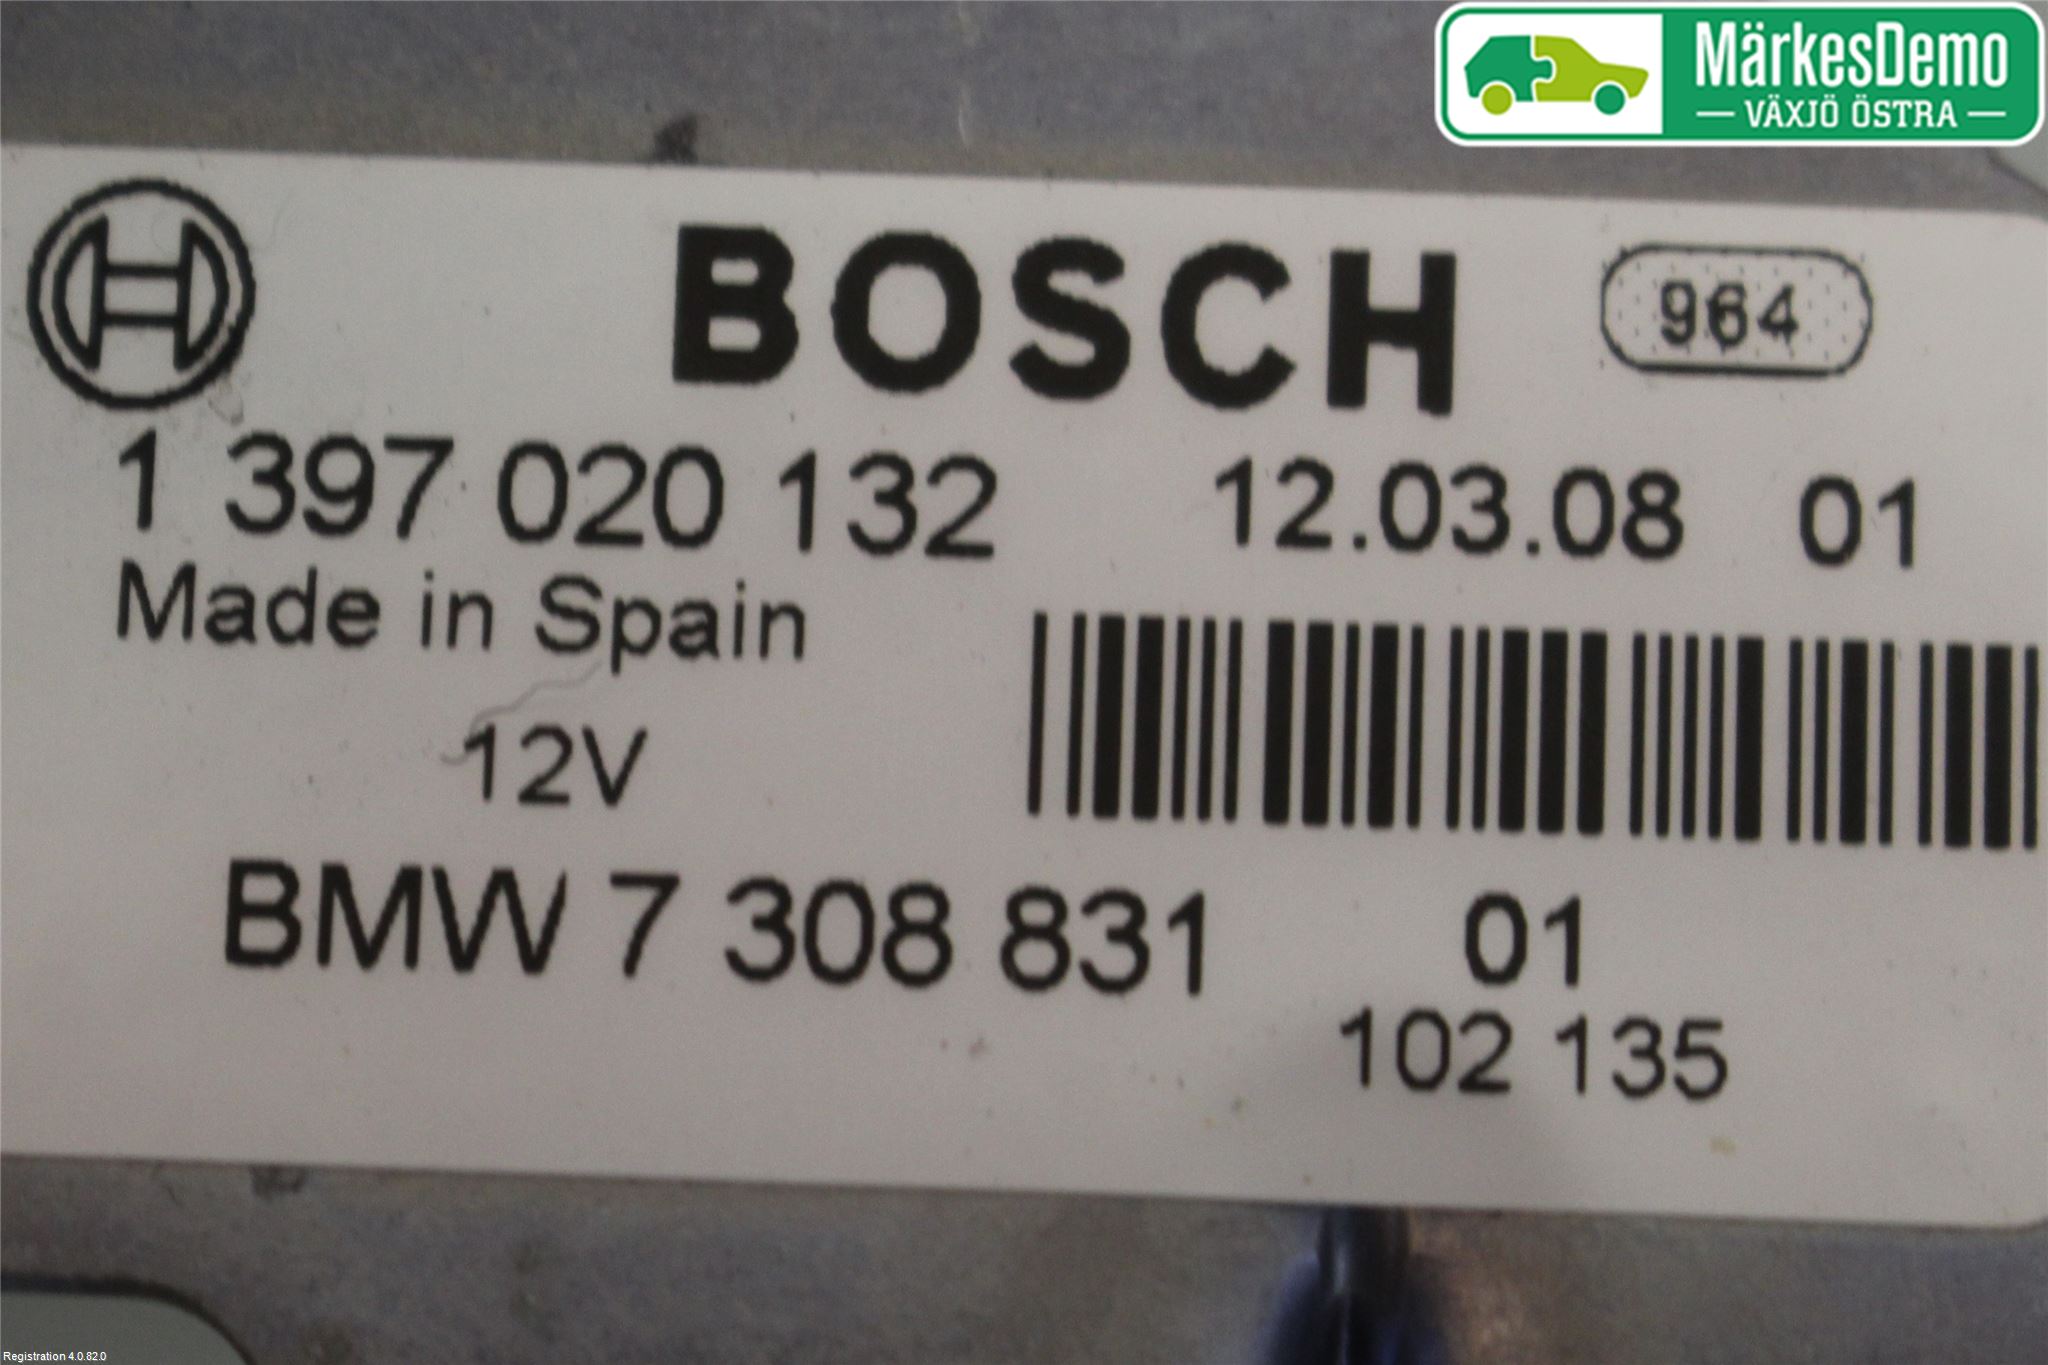 MärkesDemo
VÄXJÖ ÖSTRA
BOSCH 964
1 397 020 132 12.03.08 01
Made in Spain
12V
BMW 7 308 831 01
102 135
Registration 4.0.82.0